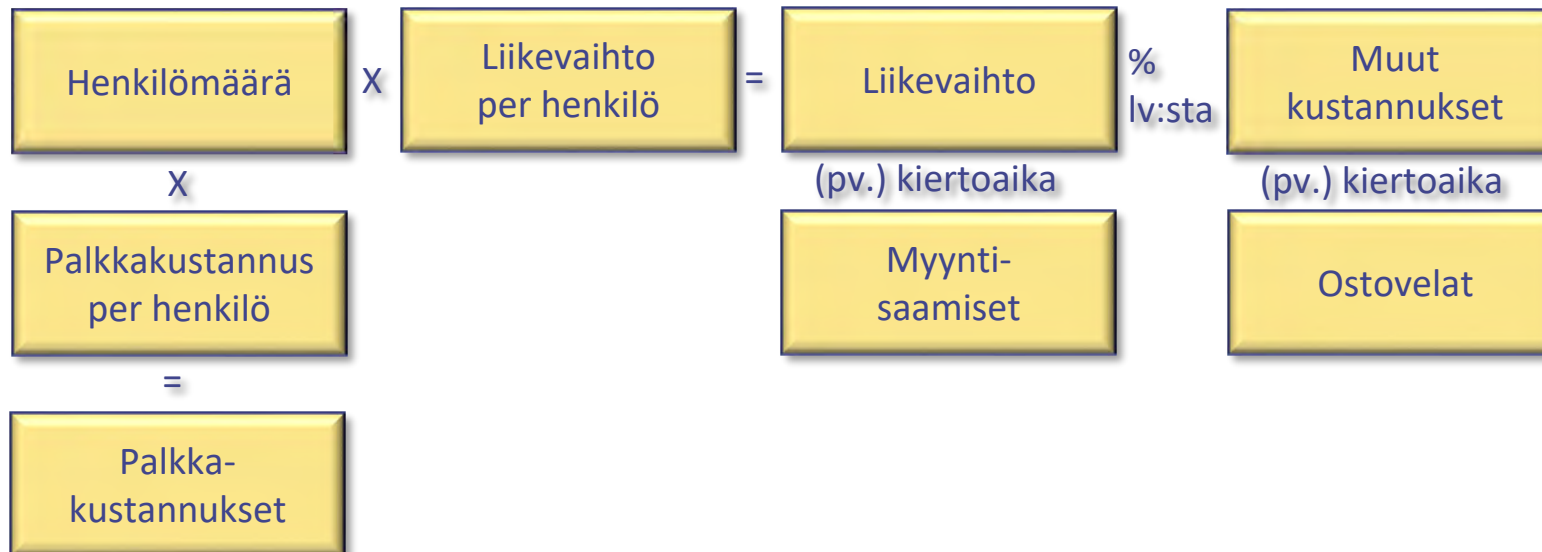 Henkilömäärä
X
Liikevaihto
per henkilö
=
Liikevaihto
%
lv:sta
Muut
kustannukset
X
(pv.) kiertoaika
(pv.) kiertoaika
Palkkakustannus
per henkilö
Myynti-
saamiset
Ostovelat
=
Palkka-
kustannukset